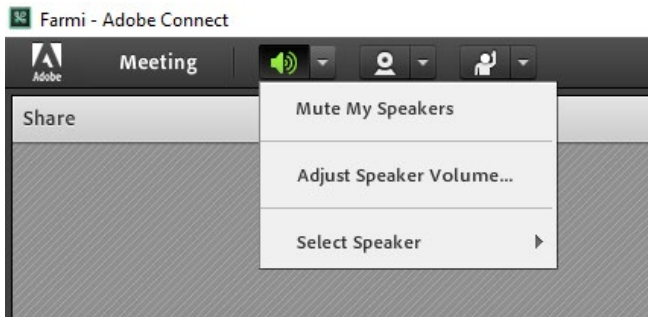 Farmi - Adobe Connect
Adobe
Meeting
Share
Mute My Speakers
Adjust Speaker Volume...
Select Speaker